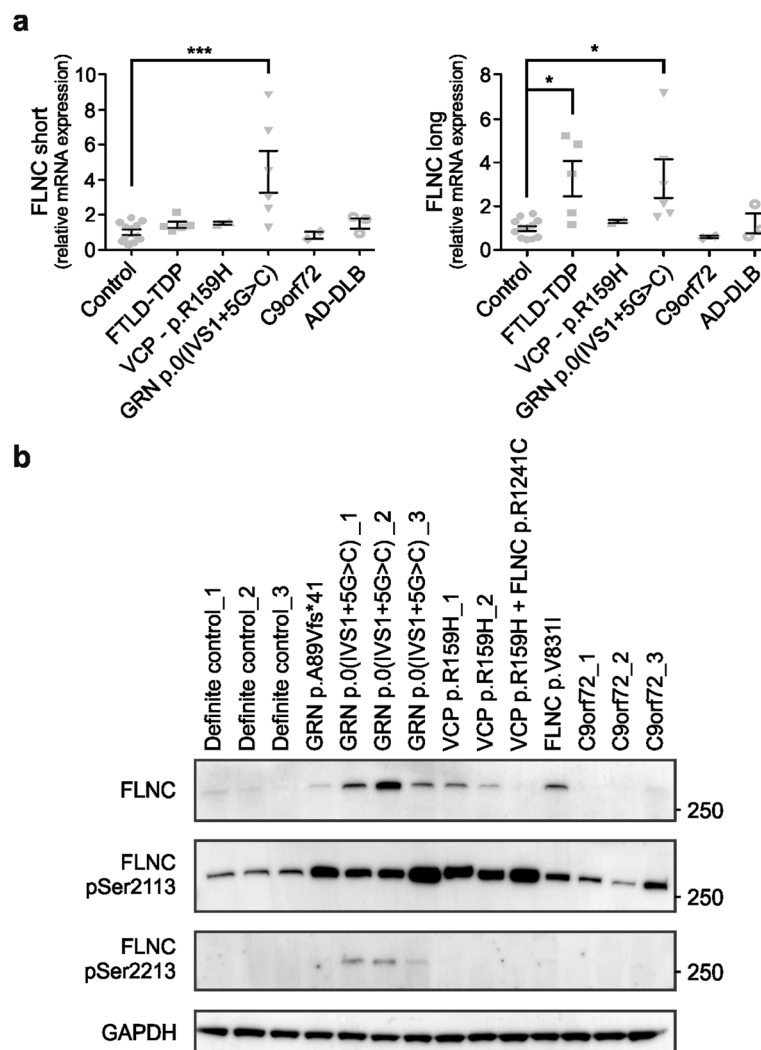 a
FLNC short
(relative mRNA expression)
10
8
6
4
2
0
***
Control
FTLD-TDP
VCP - p.R159H
GRN p.0(IVS1+5G>C)
C9orf72
AD-DLB
FLNC long
(relative mRNA expression)
8
6
4
2
0
*
*
Control
FTLD-TDP
VCP - p.R159H
GRN p.0(IVS1+5G>C)
C9orf72
AD-DLB
b
Definite control_1
Definite control_2
Definite control_3
GRN p.A89Vfs*41
GRN p.0(IVS1+5G>C)_1
GRN p.0(IVS1+5G>C)_2
GRN p.0(IVS1+5G>C)_3
VCP p.R159H_1
VCP p.R159H_2
VCP p.R159H + FLNC p.R1241C
FLNC p.V831I
C9orf72_1
C9orf72_2
C9orf72_3
FLNC
- 250
FLNC
pSer2113
- 250
FLNC
pSer2213
- 250
GAPDH